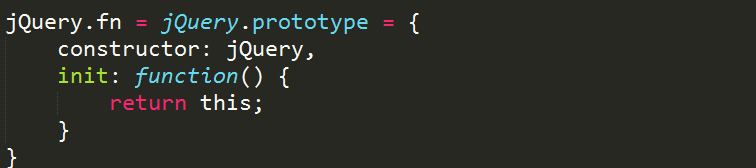 jQuery.fn = jQuery.prototype = {
    constructor: jQuery,
    init: function() {
        return this;
    }
}